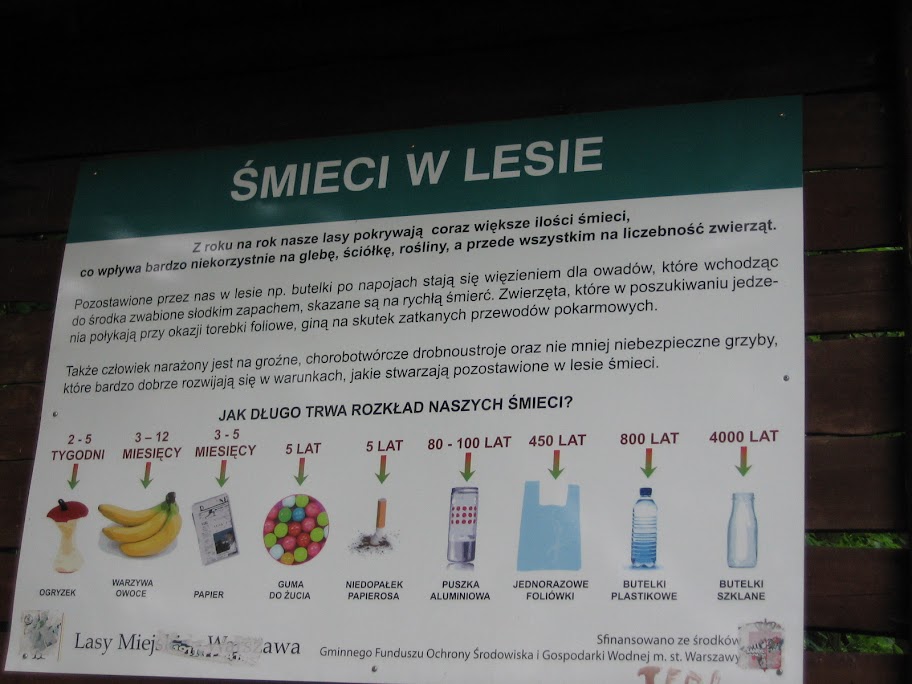 ŚMIECI W LESIE
Z roku na rok nasze lasy pokrywają coraz większe ilości śmieci,
co wpływa bardzo niekorzystnie na glebę, ściółkę, rośliny, a przede wszystkim na liczebność zwierząt.
Pozostawione przez nas w lesie np. butelki po napojach stają się więzieniem dla owadów, które wchodząc
do środka zwabione słodkim zapachem, skazane są na rychłą śmierć. Zwierzęta, które w poszukiwaniu jedze-
nia połykają przy okazji torebki foliowe, giną na skutek zatkanych przewodów pokarmowych.
Także człowiek narażony jest na groźne, chorobotwórcze drobnoustroje oraz nie mniej niebezpieczne grzyby,
które bardzo dobrze rozwijają się w warunkach, jakie stwarzają pozostawione w lesie śmieci.
JAK DŁUGO TRWA ROZKŁAD NASZYCH ŚMIECI?
2 - 5
TYGODNI
3 – 12
MIESIĘCY
3 - 5
MIESIĘCY
5 LAT
5 LAT
80 - 100 LAT
450 LAT
800 LAT
4000 LAT
OGRYZEK
WARZYWA
OWOCE
PAPIER
GUMA
DO ŻUCIA
NIEDOPAŁEK
PAPIEROSA
PUSZKA
ALUMINIOWA
JEDNORAZOWE
FOLIÓWKI
BUTELKI
PLASTIKOWE
BUTELKI
SZKLANE
Lasy Miejskie Warszawa
Sfinansowano ze środków
Gminnego Funduszu Ochrony Środowiska i Gospodarki Wodnej m. st. Warszawy